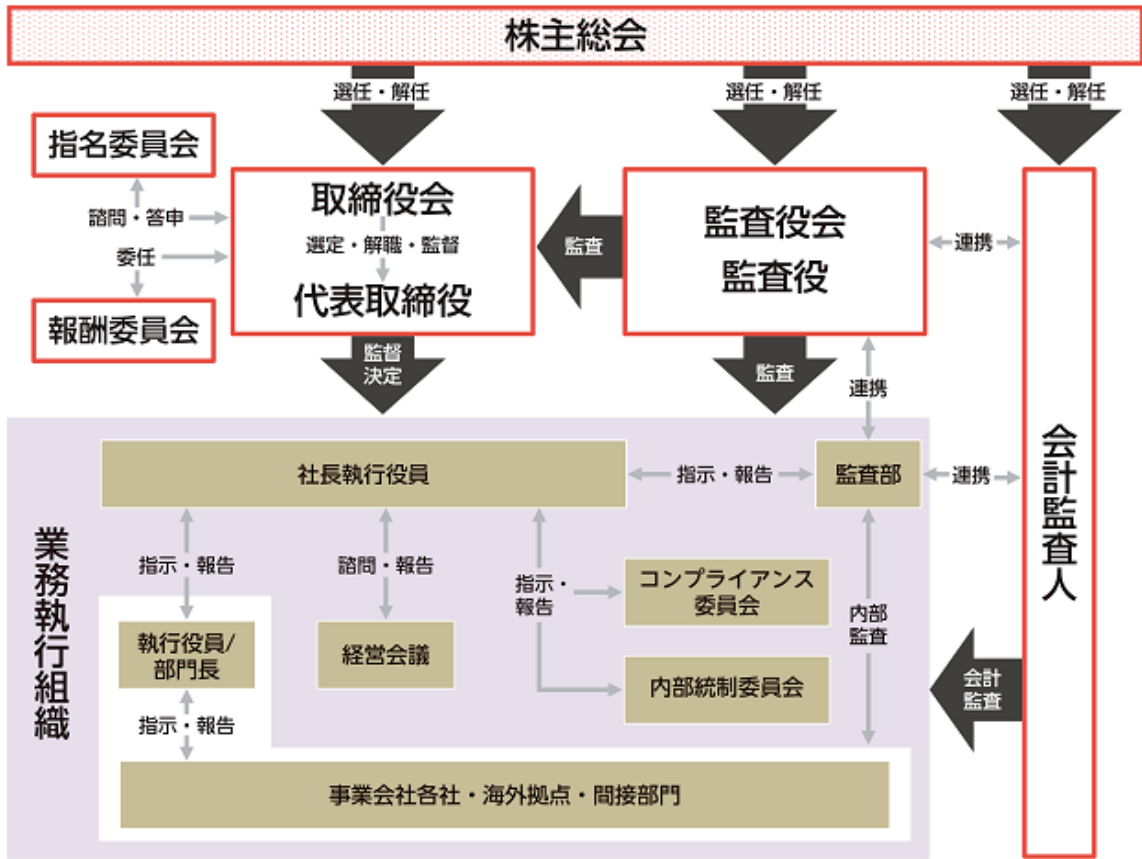 株主総会
選任・解任
選任・解任
選任・解任
指名委員会
諮問・答申
委任
報酬委員会
取締役会
選定・解職・監督
代表取締役
監査
監査役会
監査役
連携
監督
決定
監査
連携
会計監査人
業務執行組織
社長執行役員
指示・報告
監査部
連携
指示・報告
諮問・報告
指示・
報告
コンプライアンス
委員会
内部
監査
執行役員/
部門長
経営会議
内部統制委員会
会計
監査
指示・報告
事業会社各社・海外拠点・間接部門